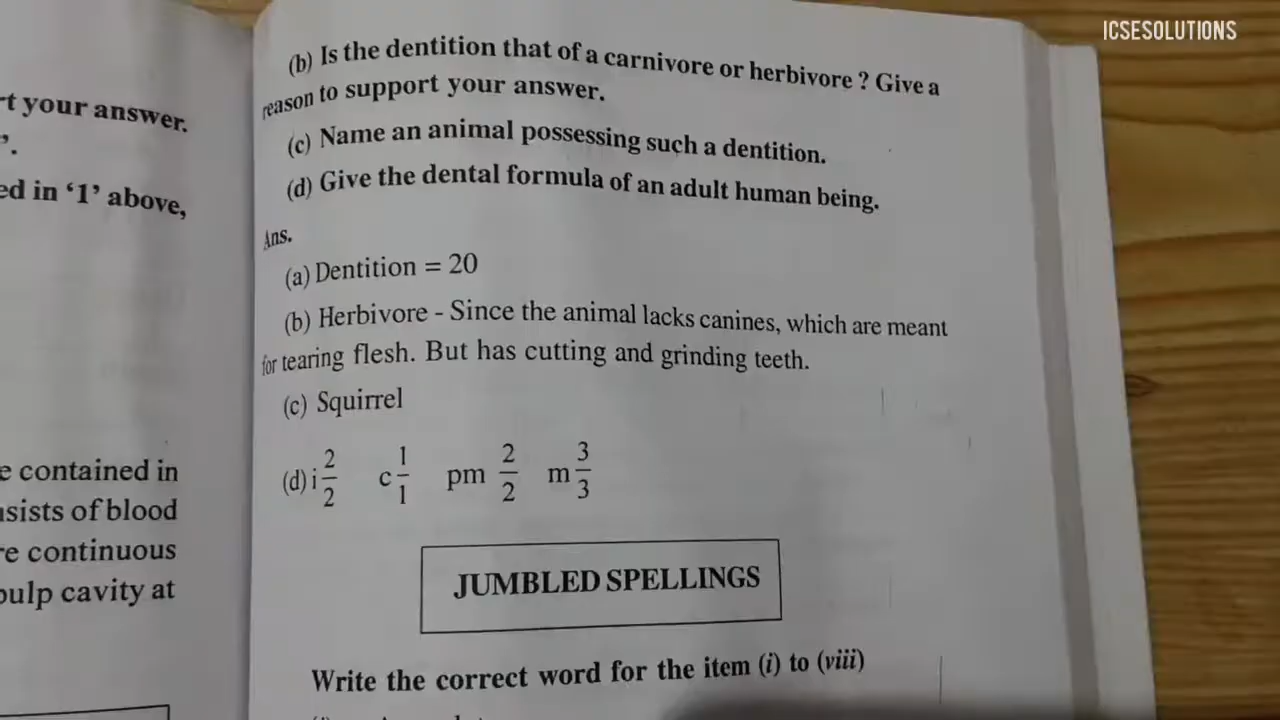 ICSESOLUTIONS
t your answer.
’.
ed in ‘1’ above,
e contained in
sists of blood
re continuous
pulp cavity at
(b) Is the dentition that of a carnivore or herbivore ? Give a
reason to support your answer.
(c) Name an animal possessing such a dentition.
(d) Give the dental formula of an adult human being.
Ans.
(a) Dentition = 20
(b) Herbivore - Since the animal lacks canines, which are meant
for tearing flesh. But has cutting and grinding teeth.
(c) Squirrel
(d) i 2/2 c 1/1 pm 2/2 m 3/3
JUMBLED SPELLINGS
Write the correct word for the item (i) to (viii)